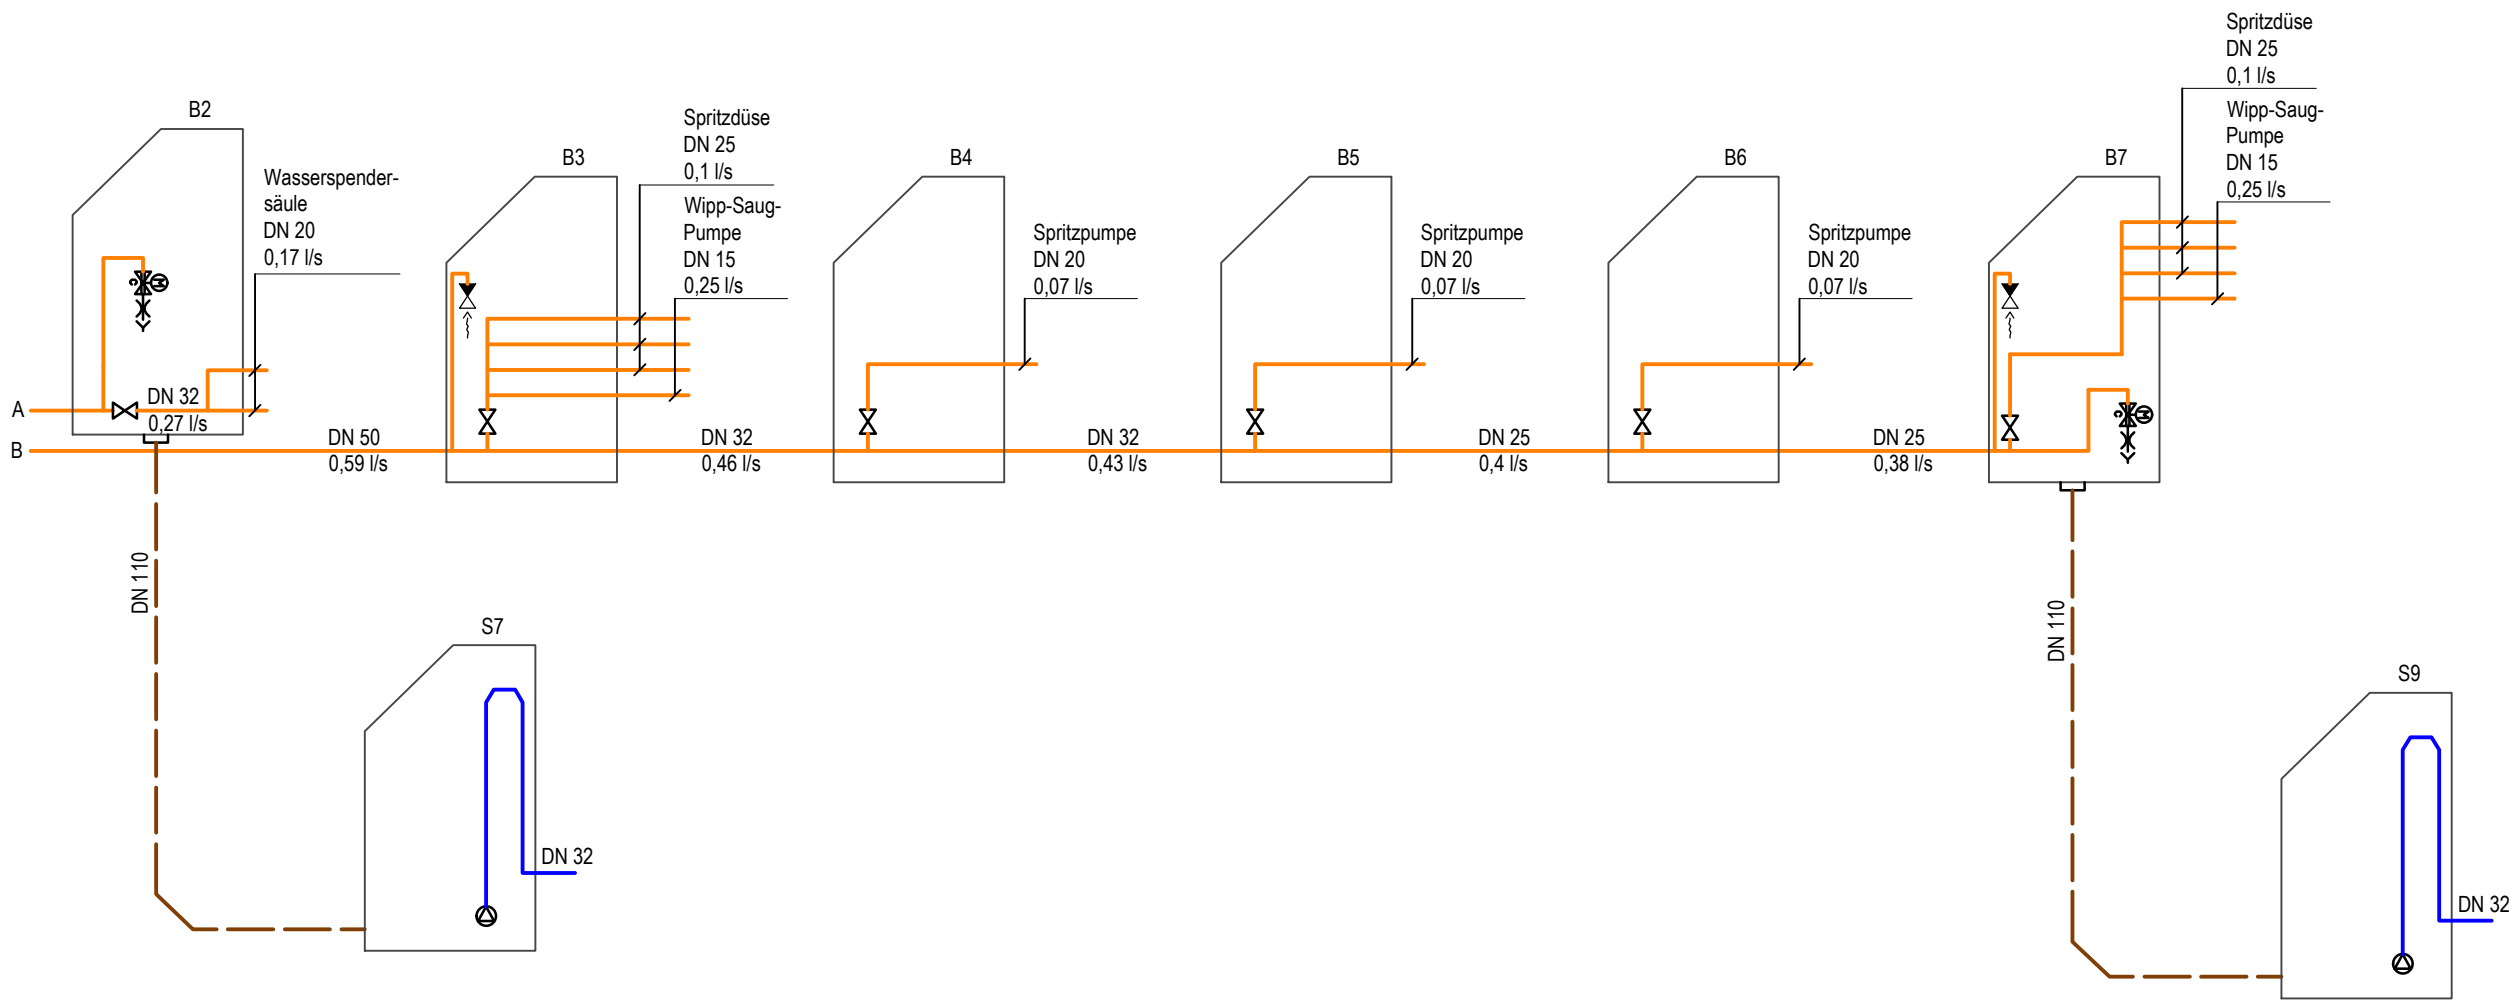 Spritzdüse
DN 25
0,1 l/s
Wipp-Saug-
Pumpe
DN 15
0,25 l/s
B2
Wasserspender-
säule
DN 20
0,17 l/s
B3
Spritzdüse
DN 25
0,1 l/s
Wipp-Saug-
Pumpe
DN 15
0,25 l/s
B4
Spritzpumpe
DN 20
0,07 l/s
B5
Spritzpumpe
DN 20
0,07 l/s
B6
Spritzpumpe
DN 20
0,07 l/s
B7
M
c
M
c
A
DN 32
0,27 l/s
B
DN 50
0,59 l/s
DN 32
0,46 l/s
DN 32
0,43 l/s
DN 25
0,4 l/s
DN 25
0,38 l/s
DN 110
DN 110
S7
DN 32
S9
DN 32